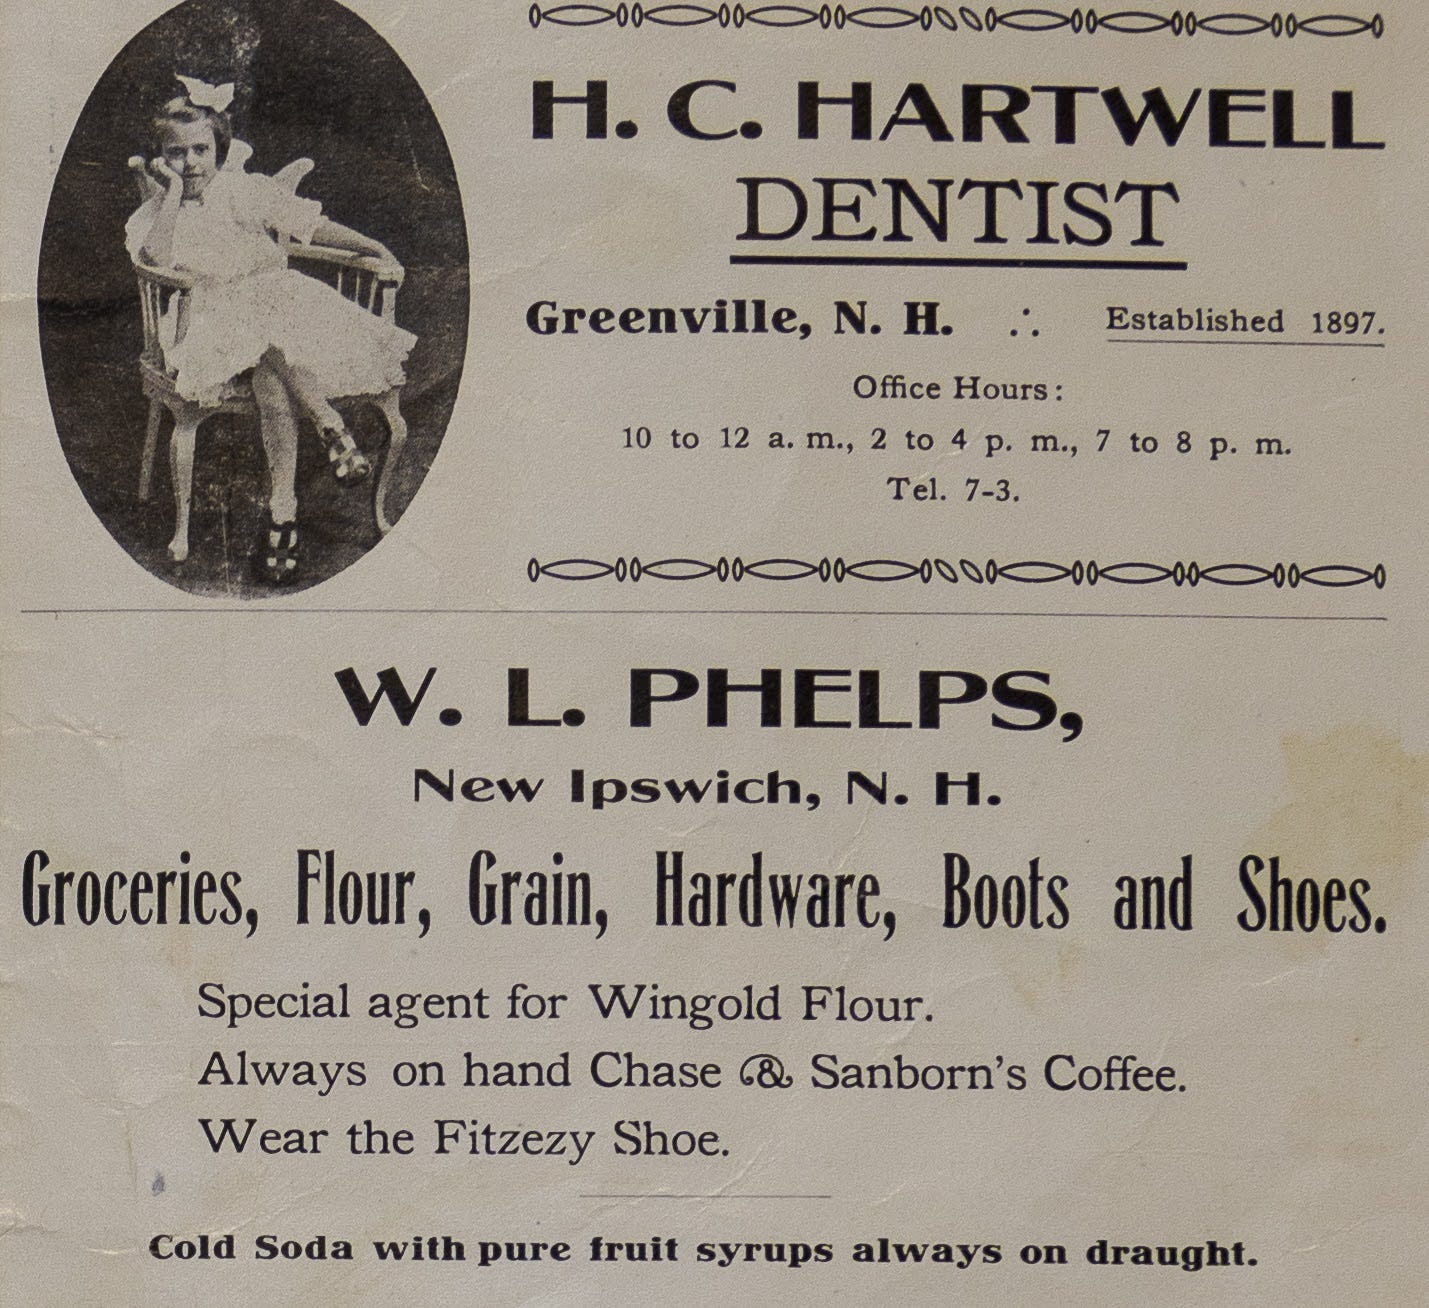 H. C. HARTWELL
DENTIST
Greenville, N. H. ∴ Established 1897.
Office Hours:
10 to 12 a. m., 2 to 4 p. m., 7 to 8 p. m.
Tel. 7-3.
W. L. PHELPS,
New Ipswich, N. H.
Groceries, Flour, Grain, Hardware, Boots and Shoes.
Special agent for Wingold Flour.
Always on hand Chase & Sanborn's Coffee.
Wear the Fitzezy Shoe.
Cold Soda with pure fruit syrups always on draught.